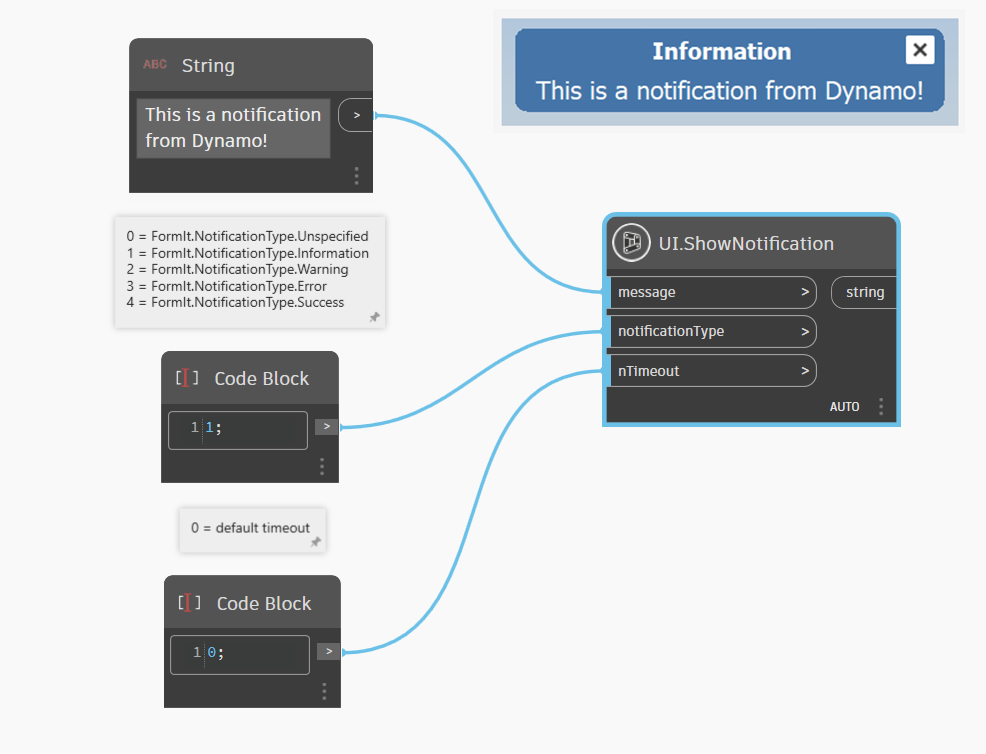 ABC String
This is a notification
from Dynamo!
>
Information
This is a notification from Dynamo!
0 = FormIt.NotificationType.Unspecified
1 = FormIt.NotificationType.Information
2 = FormIt.NotificationType.Warning
3 = FormIt.NotificationType.Error
4 = FormIt.NotificationType.Success
UI.ShowNotification
message > string
notificationType >
nTimeout >
AUTO
[I] Code Block
1 1; >
0 = default timeout
[I] Code Block
1 0; >